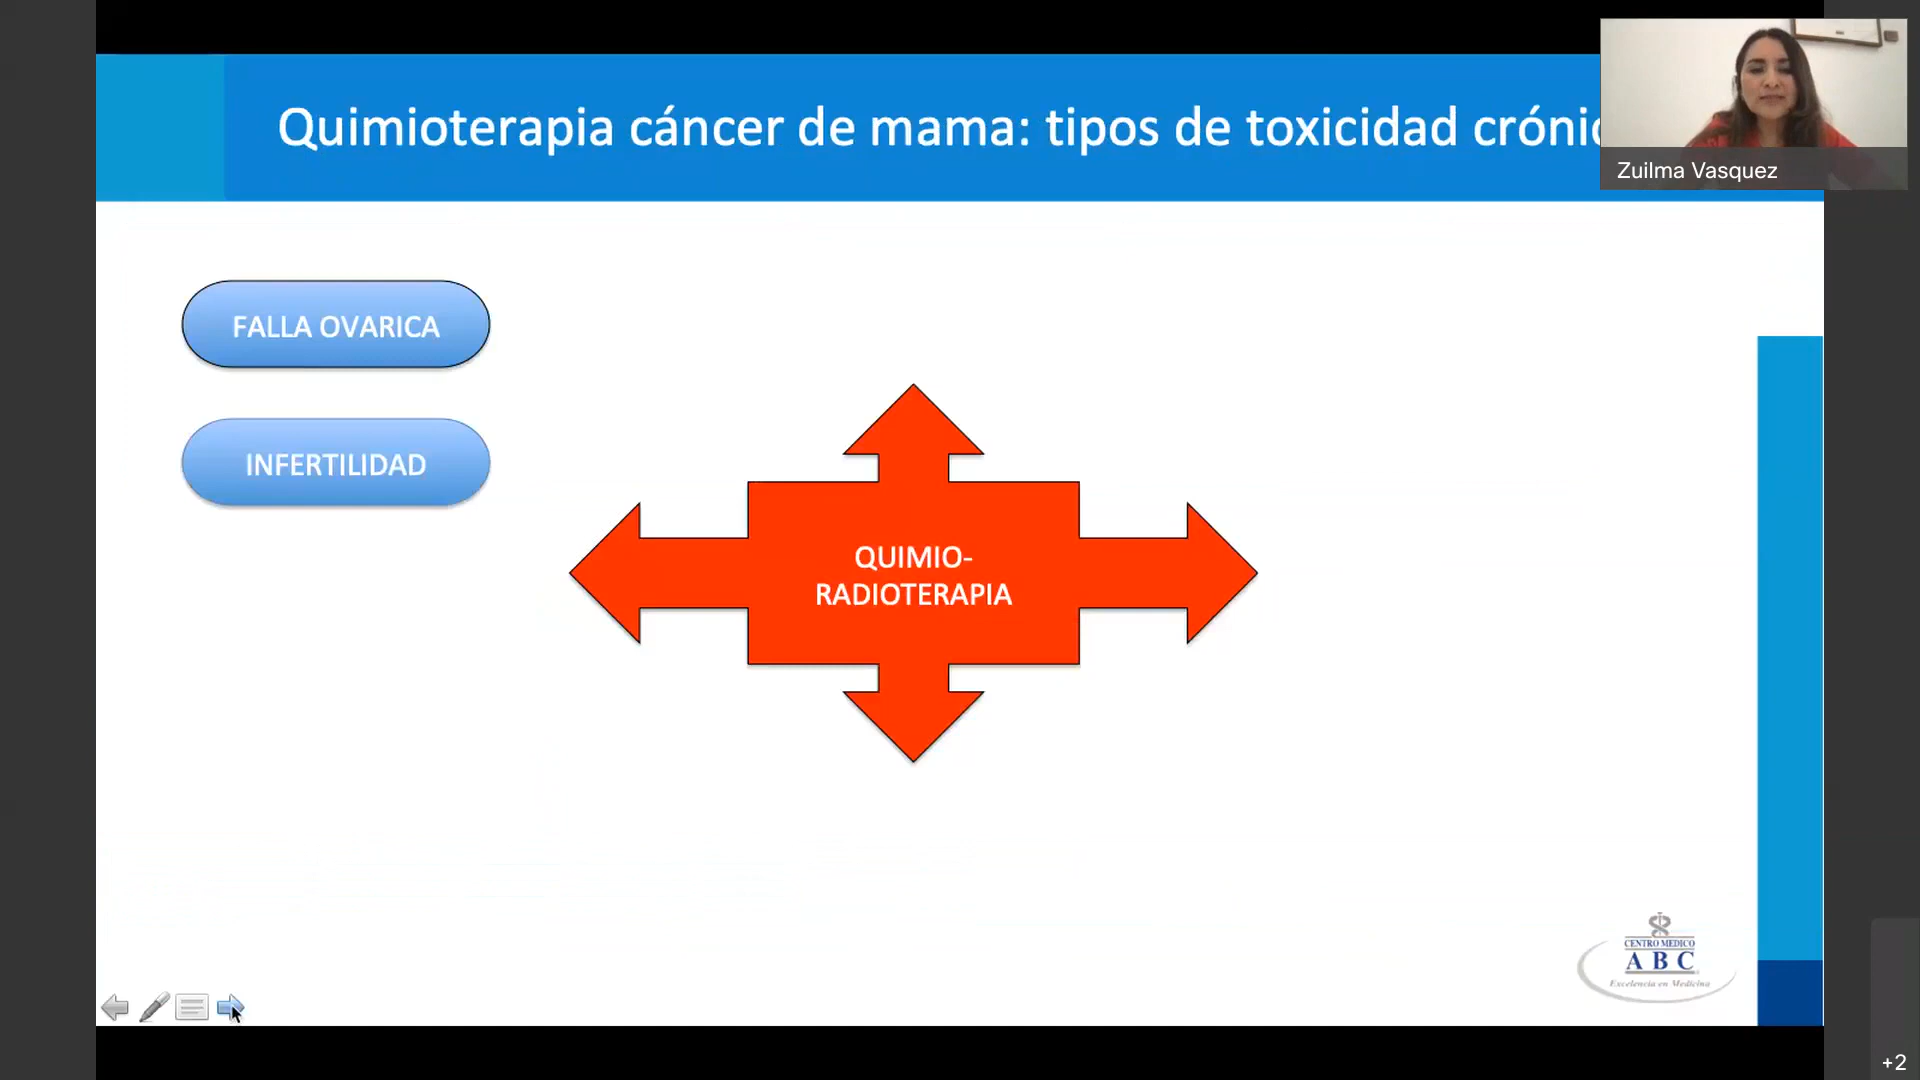 Quimioterapia cáncer de mama: tipos de toxicidad
Zuilma Vasquez
FALLA OVARICA
INFERTILIDAD
QUIMIO-
RADIOTERAPIA
CENTRO MEDICO
A B C
Excelencia en Medicina
+2